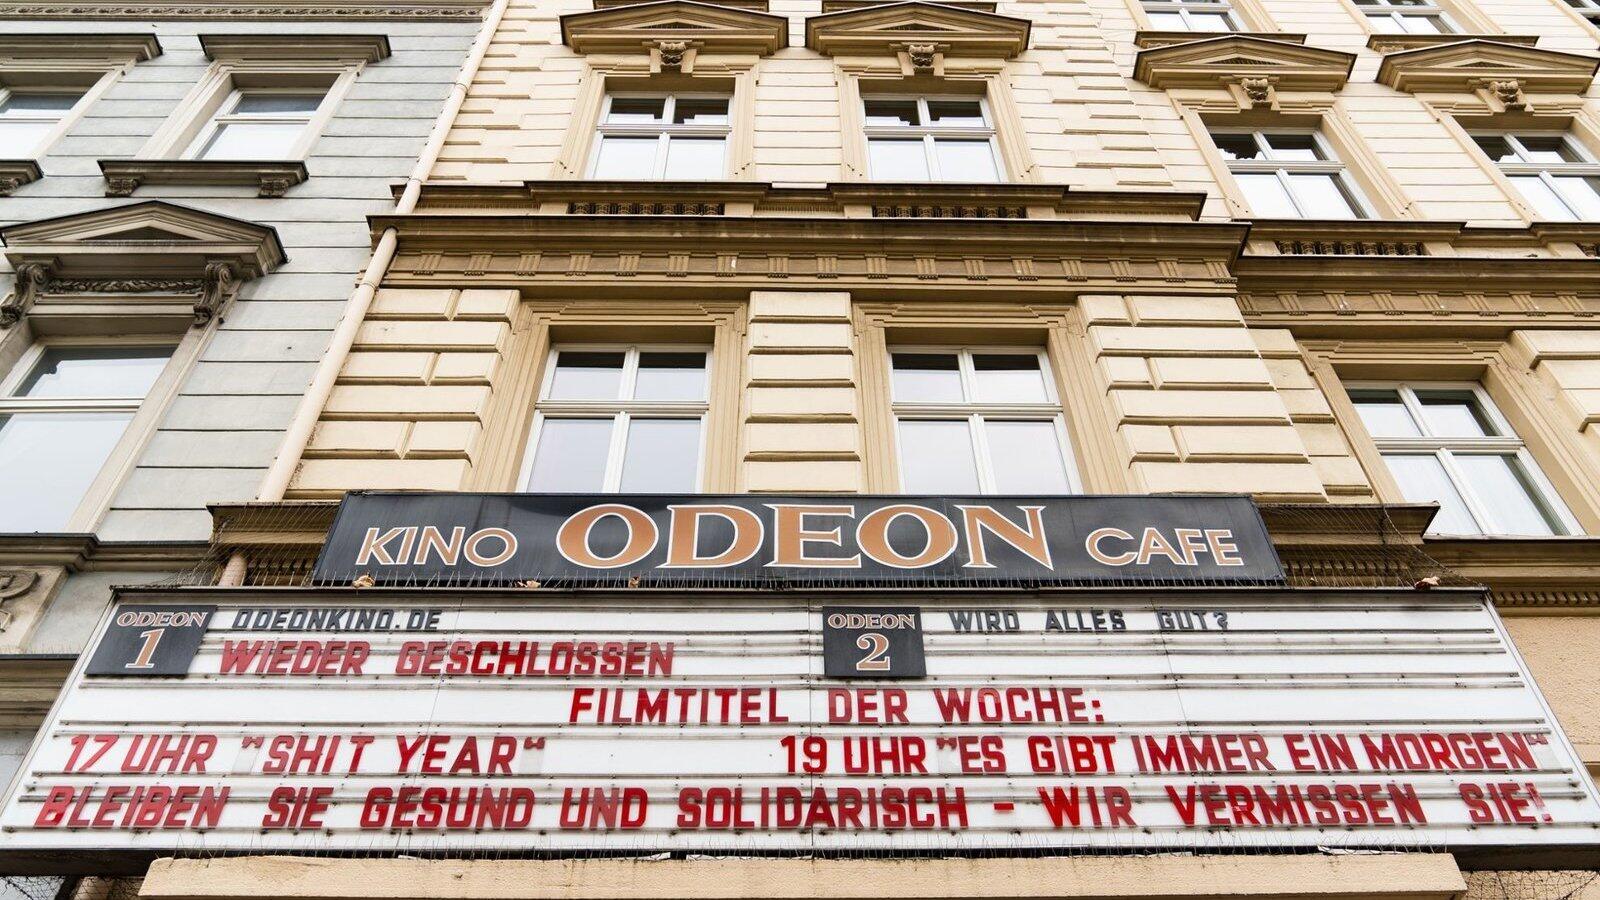 KINO ODEON CAFE
ODEON 1 ODEONKINO.DE
WIEDER GESCHLOSSEN
ODEON 2 WIRD ALLES GUT?
FILMTITEL DER WOCHE:
17 UHR "SHIT YEAR" 19 UHR "ES GIBT IMMER EIN MORGEN"
BLEIBEN SIE GESUND UND SOLIDARISCH - WIR VERMISSEN SIE!